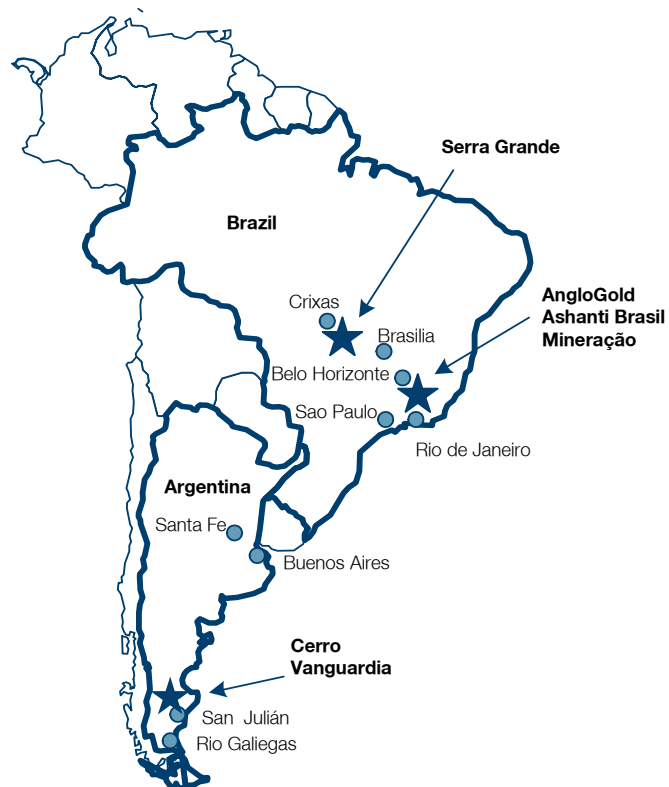 Serra Grande
Brazil
AngloGold
Ashanti Brasil
Mineração
Crixas
Brasilia
Belo Horizonte
Sao Paulo
Rio de Janeiro
Argentina
Santa Fe
Buenos Aires
Cerro
Vanguardia
San Julián
Rio Galiegas